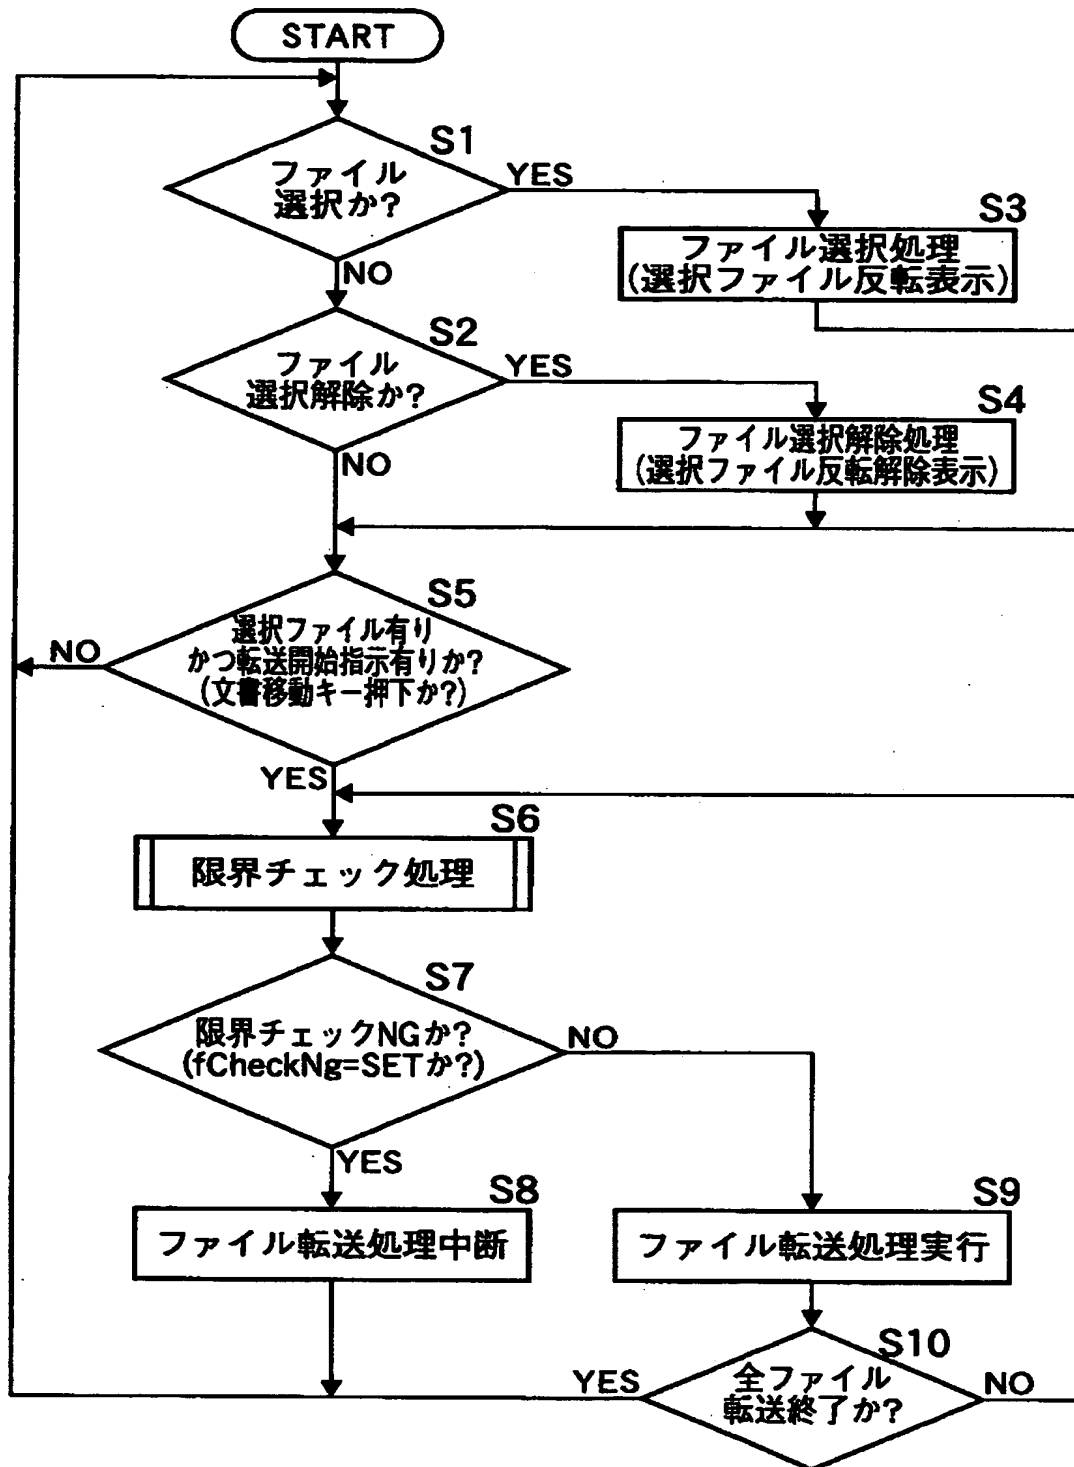 START
S1
ファイル
選択か?
YES
NO
S3
ファイル選択処理
(選択ファイル反転表示)
S2
ファイル
選択解除か?
YES
NO
S4
ファイル選択解除処理
(選択ファイル反転解除表示)
S5
選択ファイル有り
かつ転送開始指示有りか?
(文書移動キー押下か?)
NO
YES
S6
限界チェック処理
S7
限界チェックNGか?
(fCheckNg=SETか?)
NO
YES
S8
ファイル転送処理中断
S9
ファイル転送処理実行
S10
全ファイル
転送終了か?
YES
NO